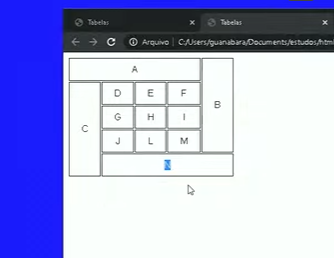 Tabelas
Tabelas
Arquivo | C:/Users/guanabara/Documents/estudos/htm
A
B
C
D E F
G H I
J L M
N